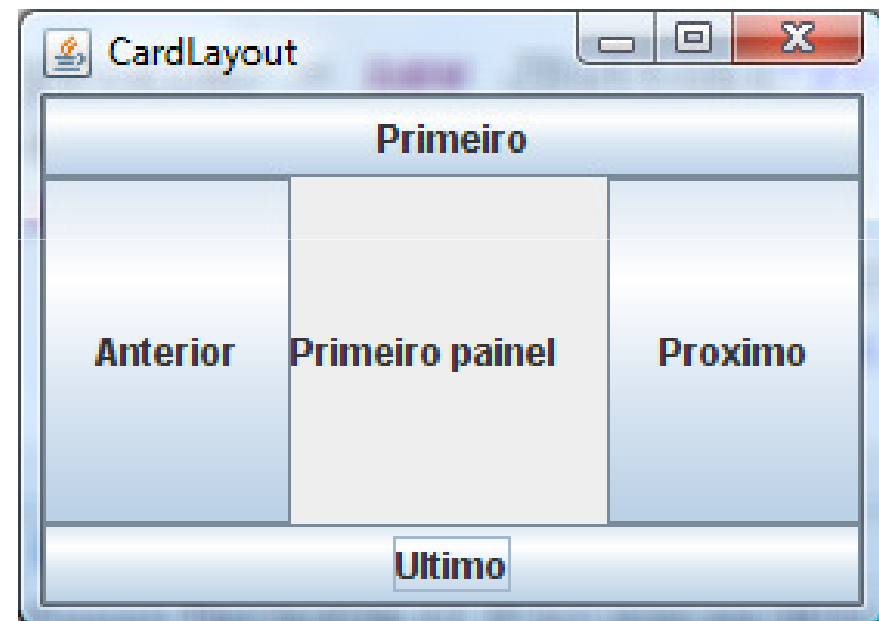 CardLayout
Primeiro
Anterior
Primeiro painel
Proximo
Ultimo